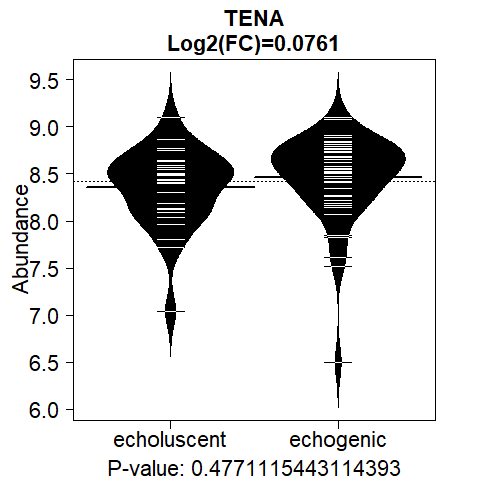 TENA
Log2(FC)=0.0761
Abundance
9.5
9.0
8.5
8.0
7.5
7.0
6.5
6.0
echoluscent echogenic
P-value: 0.4771115443114393